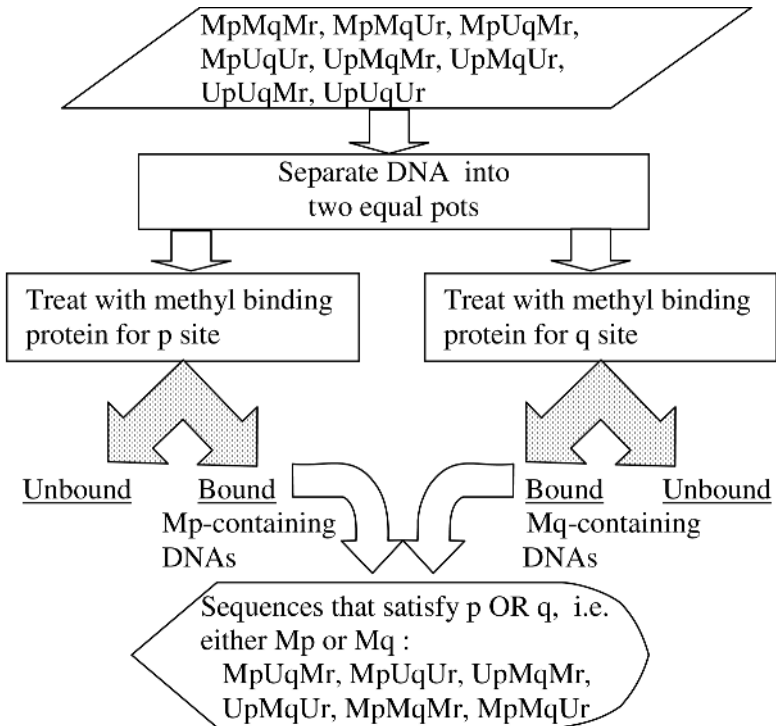 MpMqMr, MpMqUr, MpUqMr,
MpUqUr, UpMqMr, UpMqUr,
UpUqMr, UpUqUr
Separate DNA into
two equal pots
Treat with methyl binding
protein for p site
Treat with methyl binding
protein for q site
Unbound
Bound
Mp-containing
DNAs
Bound
Mq-containing
DNAs
Unbound
Sequences that satisfy p OR q, i.e.
either Mp or Mq :
MpUqMr, MpUqUr, UpMqMr,
UpMqUr, MpMqMr, MpMqUr